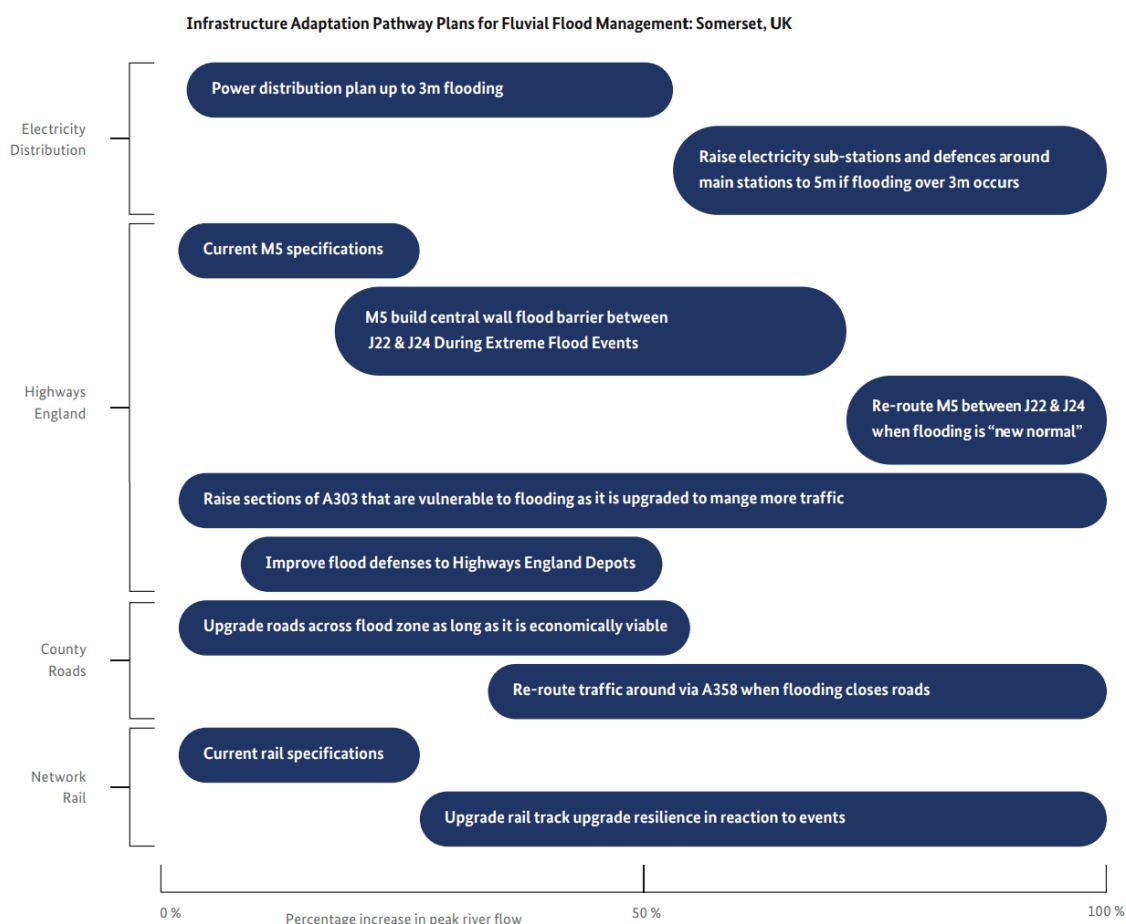 Infrastructure Adaptation Pathway Plans for Fluvial Flood Management: Somerset, UK
Electricity
Distribution
Power distribution plan up to 3m flooding
Raise electricity sub-stations and defences around
main stations to 5m if flooding over 3m occurs
Highways
England
Current M5 specifications
M5 build central wall flood barrier between
J22 & J24 During Extreme Flood Events
Re-route M5 between J22 & J24
when flooding is “new normal”
Raise sections of A303 that are vulnerable to flooding as it is upgraded to mange more traffic
Improve flood defenses to Highways England Depots
County
Roads
Upgrade roads across flood zone as long as it is economically viable
Re-route traffic around via A358 when flooding closes roads
Network
Rail
Current rail specifications
Upgrade rail track upgrade resilience in reaction to events
0 %
50 %
100 %
Percentage increase in peak river flow